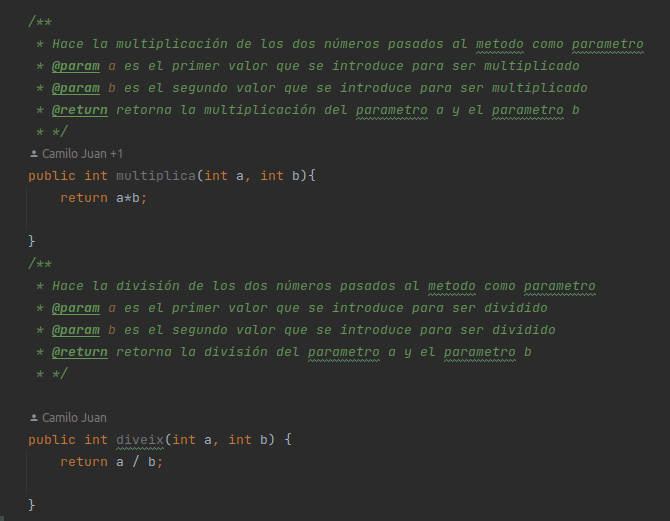 /**
* Hace la multiplicación de los dos números pasados al metodo como parametro
* @param a es el primer valor que se introduce para ser multiplicado
* @param b es el segundo valor que se introduce para ser multiplicado
* @return retorna la multiplicación del parametro a y el parametro b
* */
Camilo Juan +1
public int multiplica(int a, int b){
return a*b;
}
/**
* Hace la división de los dos números pasados al metodo como parametro
* @param a es el primer valor que se introduce para ser dividido
* @param b es el segundo valor que se introduce para ser dividido
* @return retorna la división del parametro a y el parametro b
* */
Camilo Juan
public int diveix(int a, int b) {
return a / b;
}